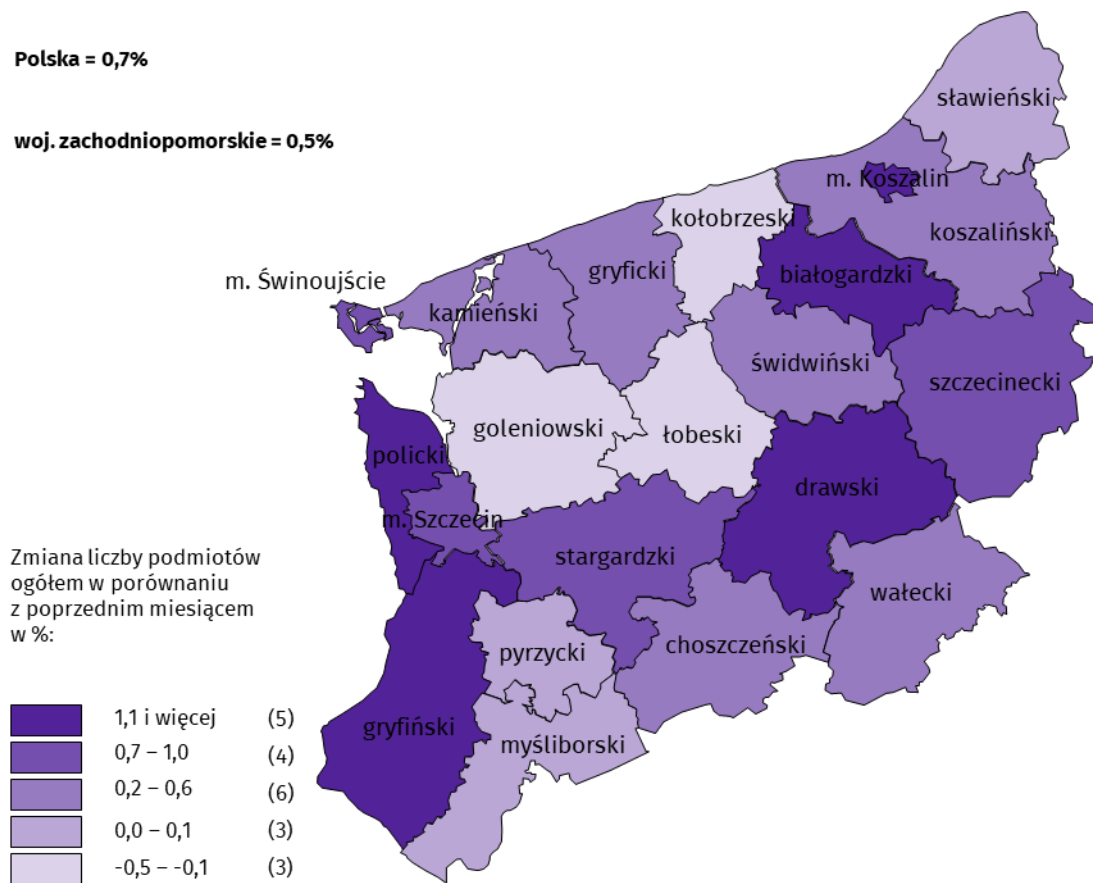 Polska = 0,7%
woj. zachodniopomorskie = 0,5%
sławieński
m. Koszalin
kołobrzeski
koszaliński
białogardzki
gryficki
m. Świnoujście
kamieński
świdwiński
szczecinecki
goleniowski
łobeski
policki
drawski
m. Szczecin
stargardzki
wałecki
choszczeński
pyrzycki
gryfiński
myśliborski
Zmiana liczby podmiotów
ogółem w porównaniu
z poprzednim miesiącem
w %:
1,1 i więcej (5)
0,7 – 1,0 (4)
0,2 – 0,6 (6)
0,0 – 0,1 (3)
-0,5 – -0,1 (3)